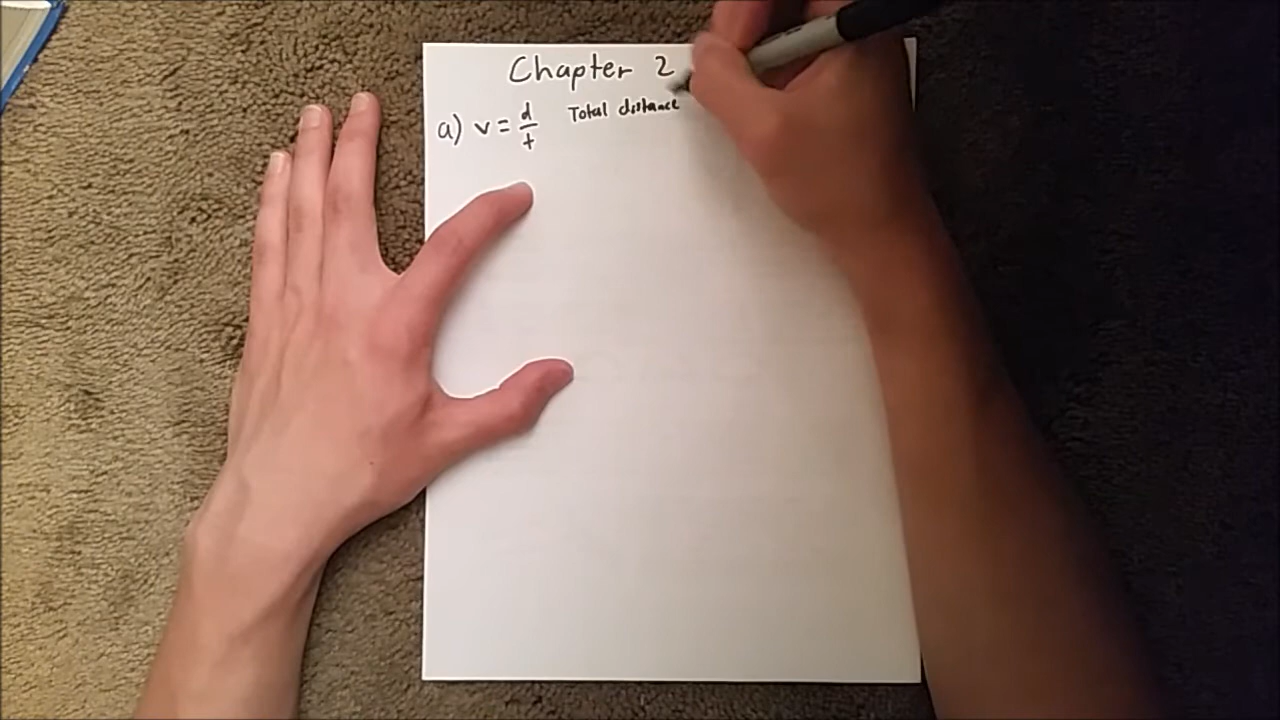 Chapter 2
a) v = d/t Total distance